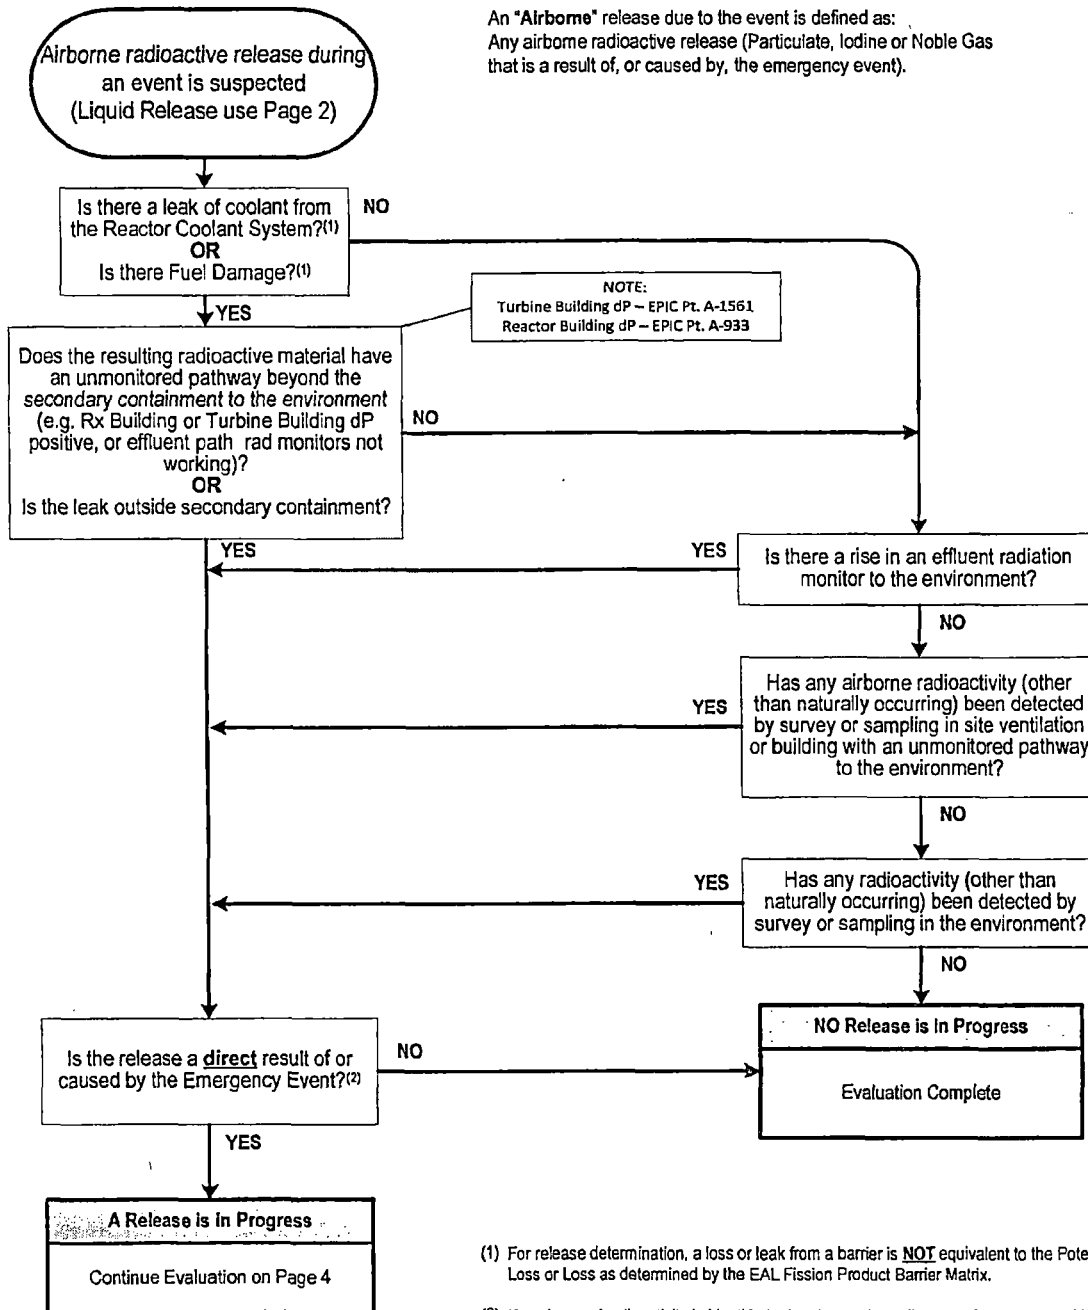 An "Airborne" release due to the event is defined as:
Any airborne radioactive release (Particulate, Iodine or Noble Gas
that is a result of, or caused by, the emergency event).
Airborne radioactive release during
an event is suspected
(Liquid Release use Page 2)
Is there a leak of coolant from
the Reactor Coolant System?(1)
OR
Is there Fuel Damage?(1)
NO
YES
NOTE:
Turbine Building dP – EPIC Pt. A-1561
Reactor Building dP – EPIC Pt. A-933
Does the resulting radioactive material have
an unmonitored pathway beyond the
secondary containment to the environment
(e.g. Rx Building or Turbine Building dP
positive, or effluent path rad monitors not
working)?
OR
Is the leak outside secondary containment?
NO
YES
YES
Is there a rise in an effluent radiation
monitor to the environment?
NO
YES
Has any airborne radioactivity (other
than naturally occurring) been detected
by survey or sampling in site ventilation
or building with an unmonitored pathway
to the environment?
NO
YES
Has any radioactivity (other than
naturally occurring) been detected by
survey or sampling in the environment?
NO
Is the release a direct result of or
caused by the Emergency Event?(2)
NO
NO Release is in Progress
Evaluation Complete
YES
A Release is in Progress
Continue Evaluation on Page 4
(1) For release determination, a loss or leak from a barrier is NOT equivalent to the Pote
Loss or Loss as determined by the EAL Fission Product Barrier Matrix.